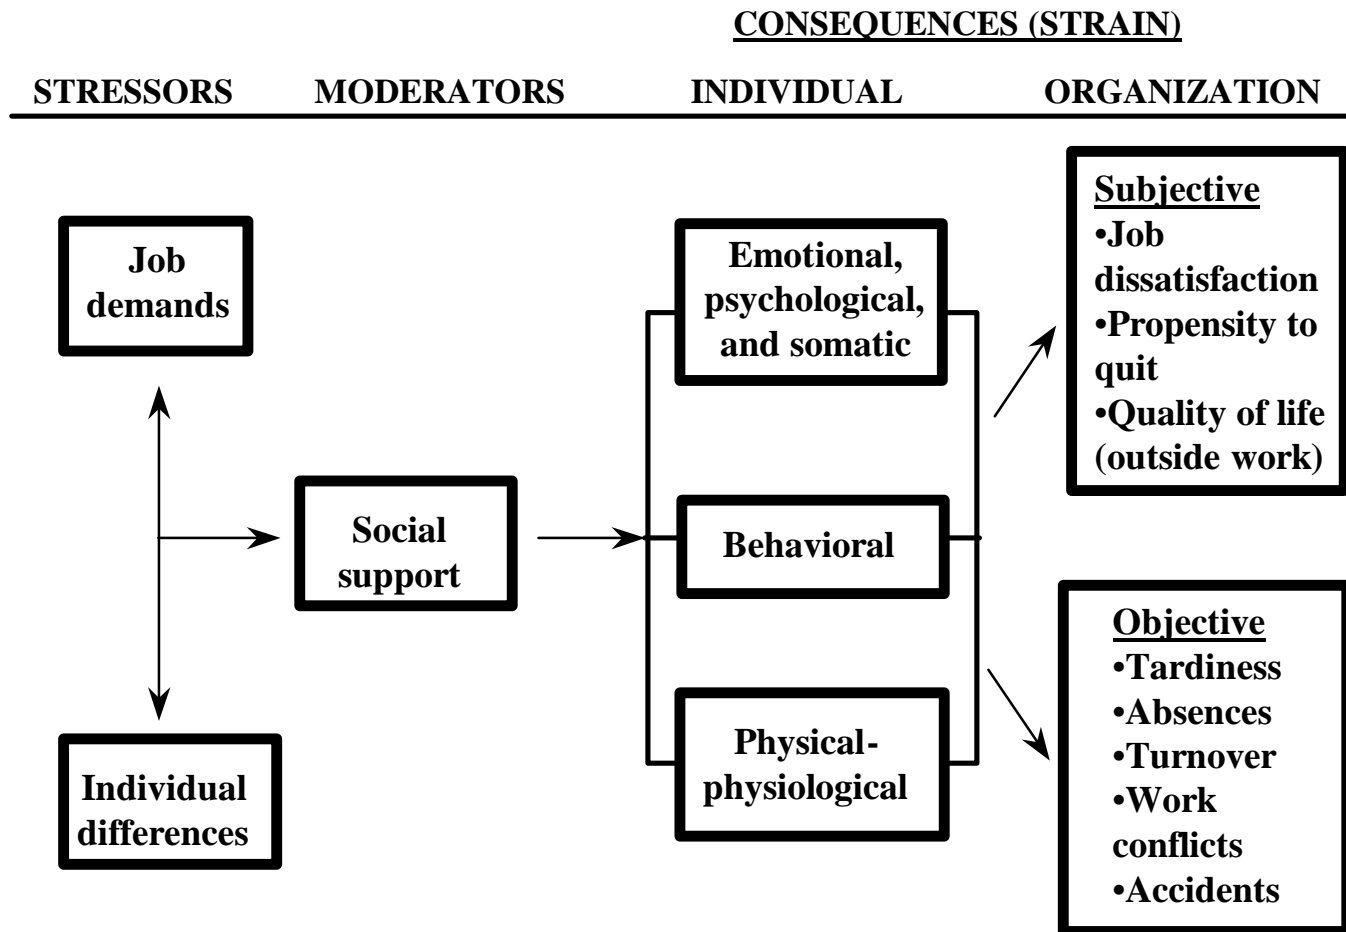 CONSEQUENCES (STRAIN)
STRESSORS MODERATORS INDIVIDUAL ORGANIZATION
Job
demands
Individual
differences
Social
support
Emotional,
psychological,
and somatic
Behavioral
Physical-
physiological
Subjective
•Job
dissatisfaction
•Propensity to
quit
•Quality of life
(outside work)
Objective
•Tardiness
•Absences
•Turnover
•Work
conflicts
•Accidents